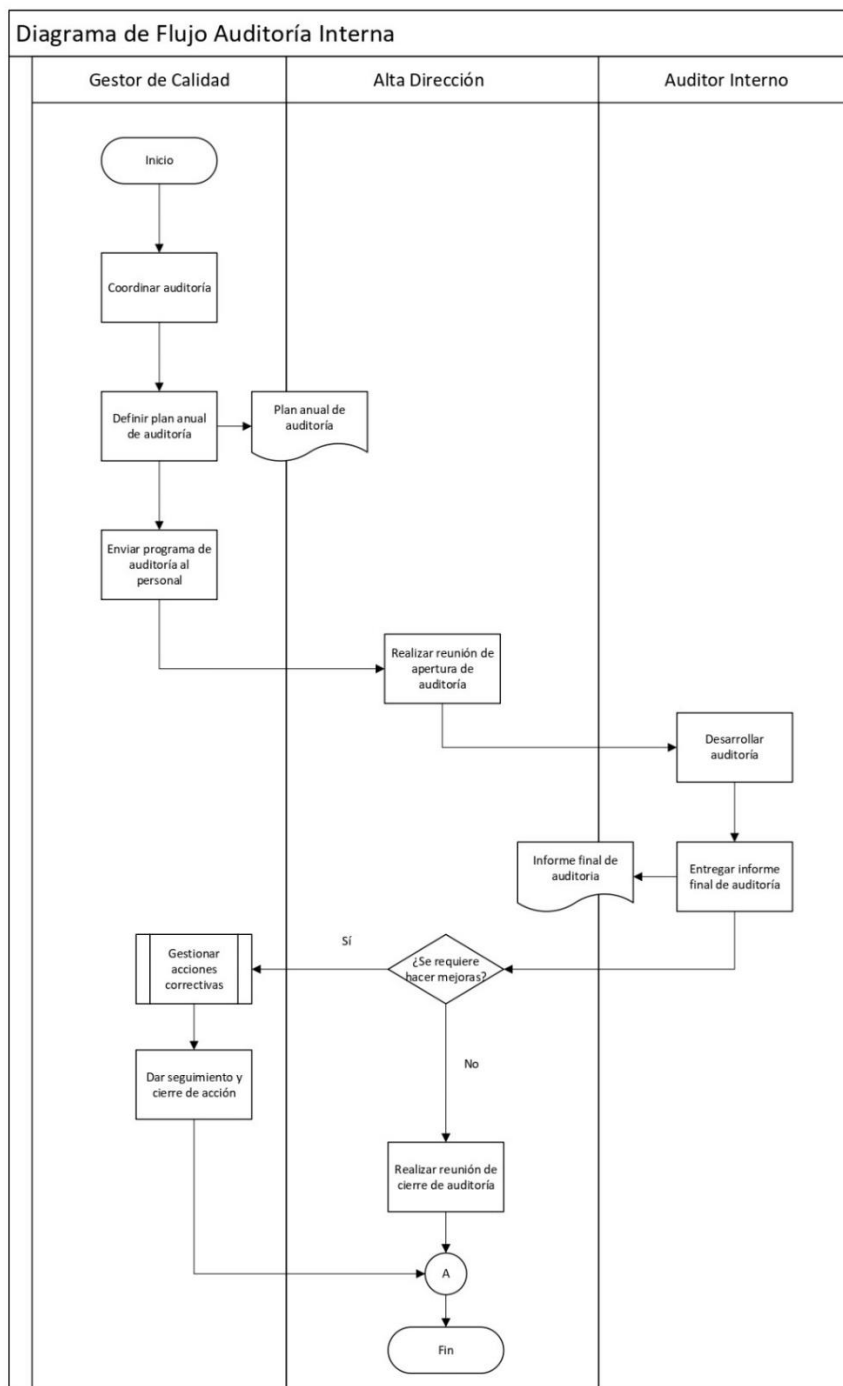 Diagrama de Flujo Auditoría Interna
Gestor de Calidad
Alta Dirección
Auditor Interno
Inicio
Coordinar auditoría
Definir plan anual
de auditoría
Plan anual de
auditoría
Enviar programa de
auditoría al
personal
Realizar reunión de
apertura de
auditoría
Desarrollar
auditoría
Informe final de
auditoria
Entregar informe
final de auditoría
Sí
¿Se requiere
hacer mejoras?
Gestionar
acciones
correctivas
Dar seguimiento y
cierre de acción
No
Realizar reunión de
cierre de auditoría
A
Fin